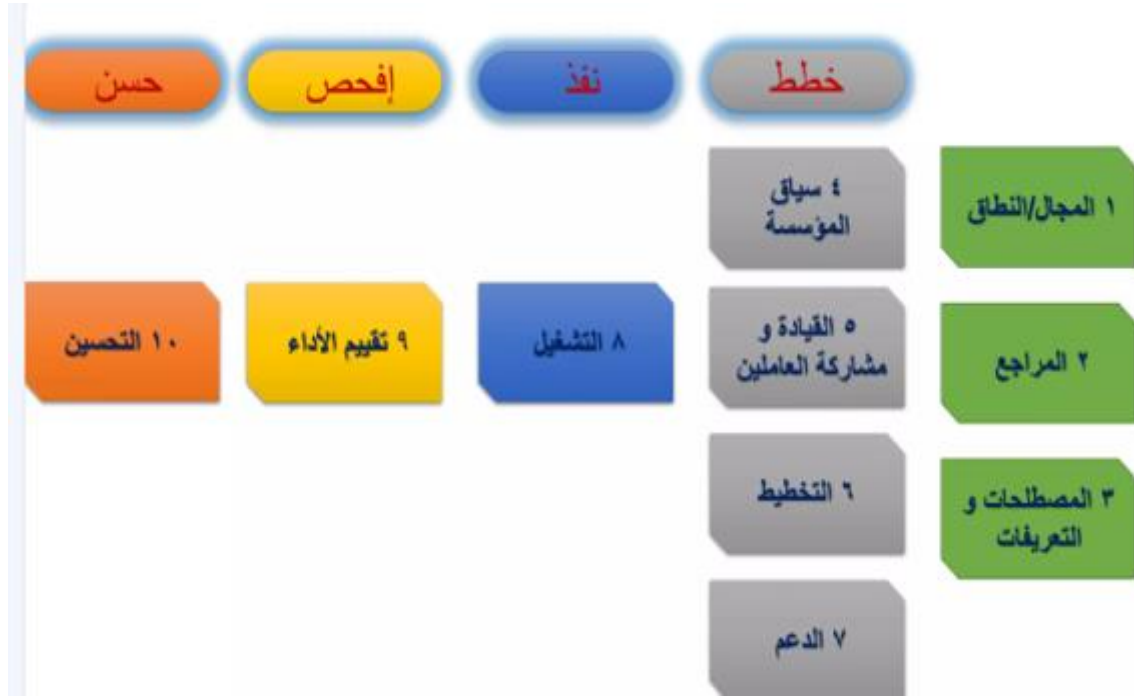 خطط
نفذ
إفحص
حسن
١ المجال/النطاق
٢ المراجع
٣ المصطلحات و
التعريفات
٤ سياق
المؤسسة
٥ القيادة و
مشاركة العاملين
٦ التخطيط
٧ الدعم
٨ التشغيل
٩ تقييم الأداء
١٠ التحسين